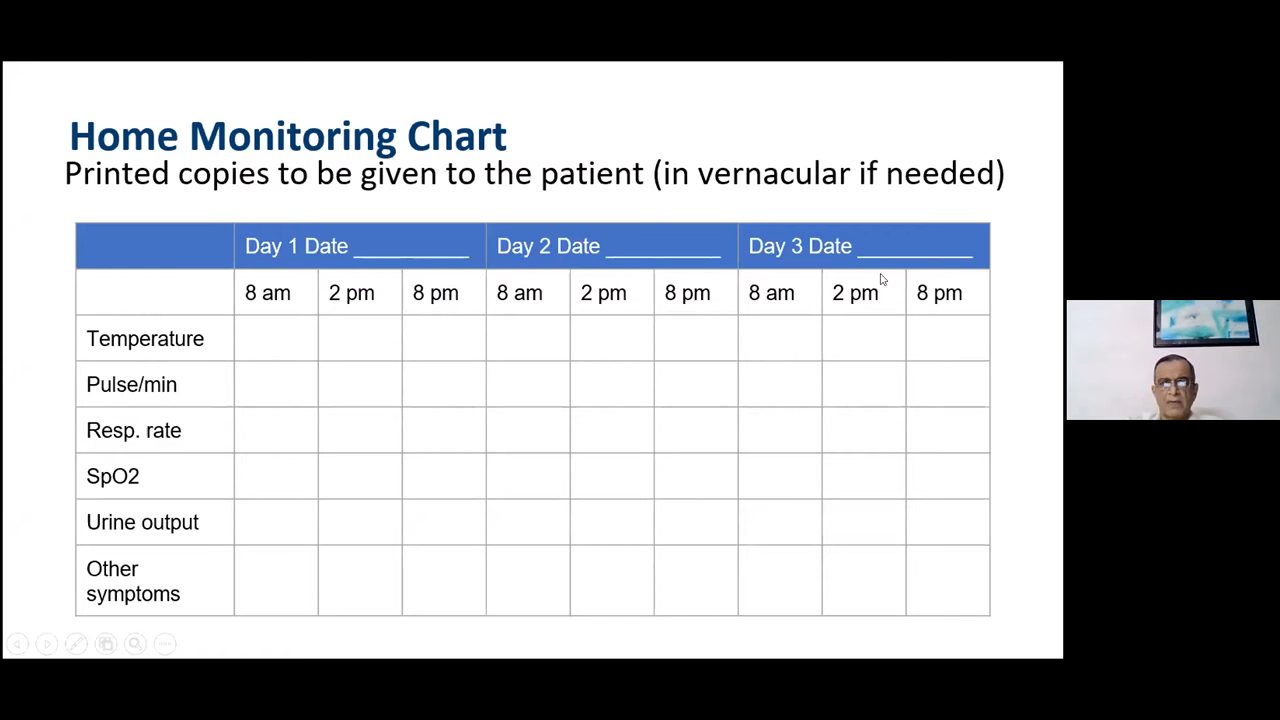 Home Monitoring Chart
Printed copies to be given to the patient (in vernacular if needed)
Day 1 Date __________ Day 2 Date __________ Day 3 Date __________
8 am 2 pm 8 pm 8 am 2 pm 8 pm 8 am 2 pm 8 pm
Temperature
Pulse/min
Resp. rate
SpO2
Urine output
Other
symptoms